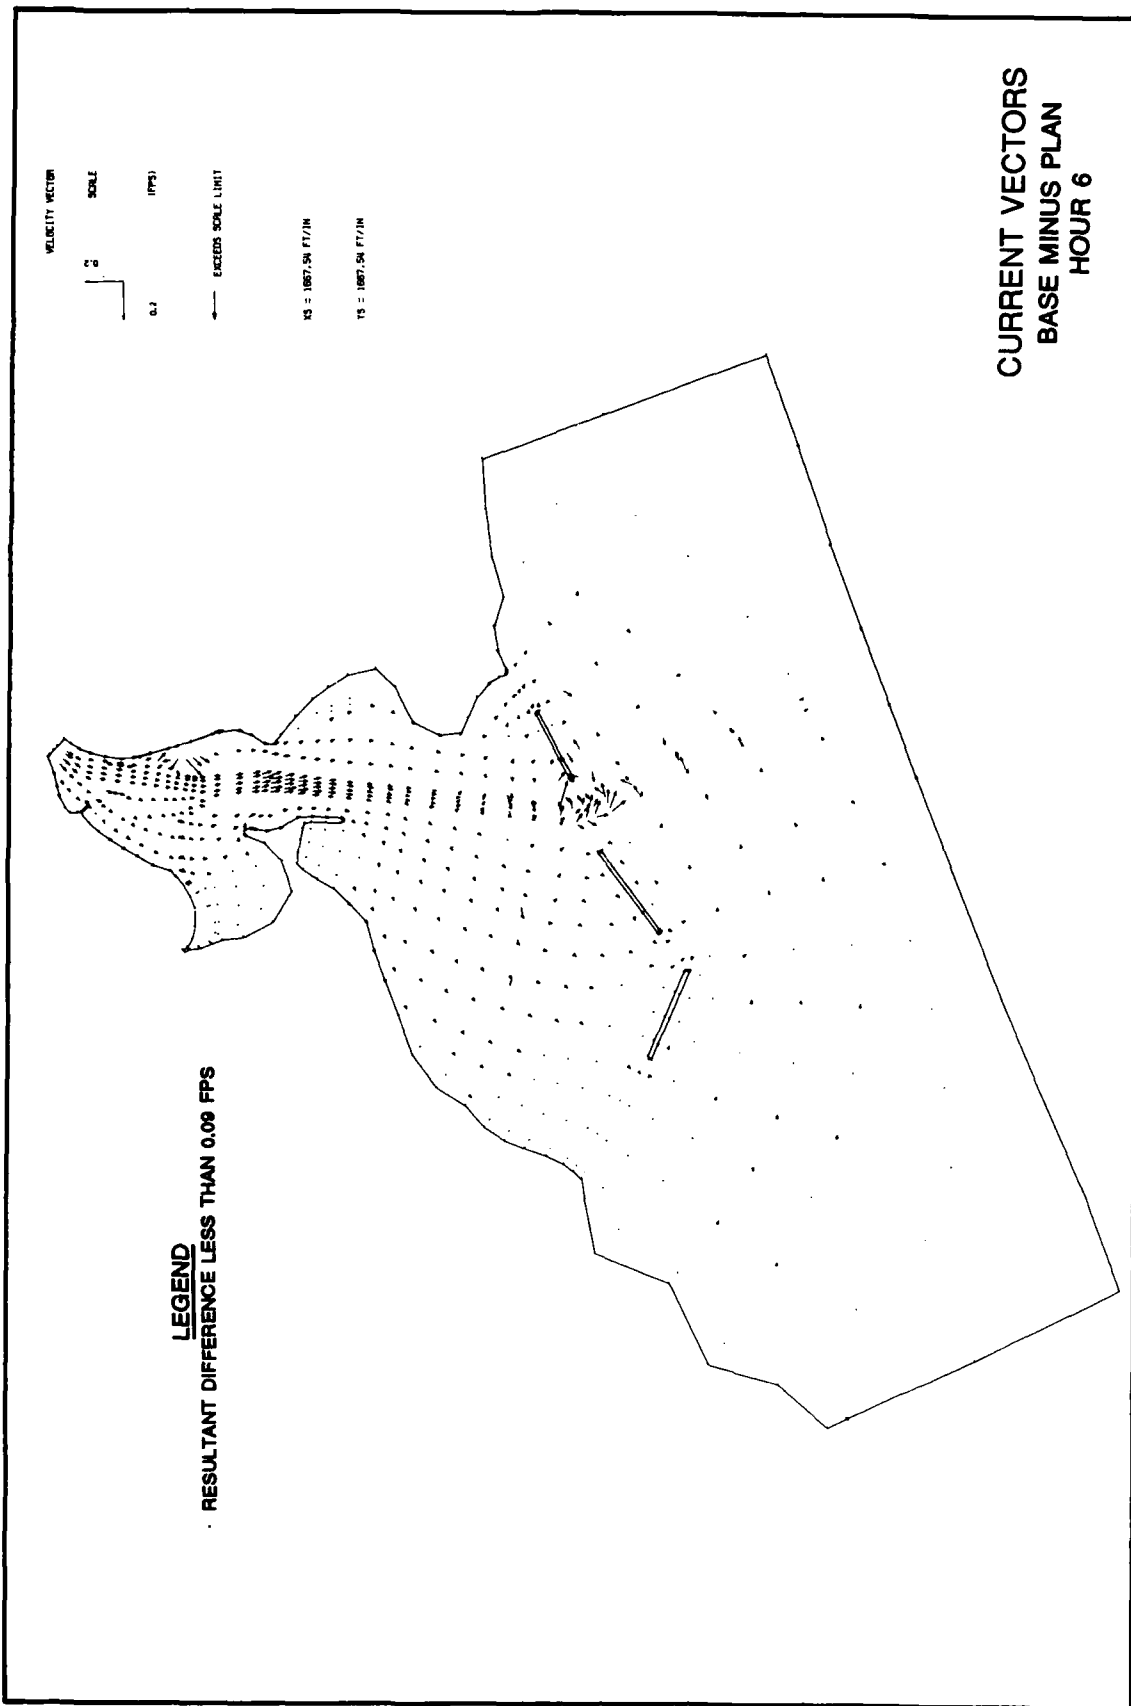 VELOCITY VECTOR
SCALE
0.2
0.2 (FPS)
EXCEEDS SCALE LIMIT
XS = 1667.54 FT/IN
YS = 1667.54 FT/IN
LEGEND
· RESULTANT DIFFERENCE LESS THAN 0.09 FPS
CURRENT VECTORS
BASE MINUS PLAN
HOUR 6